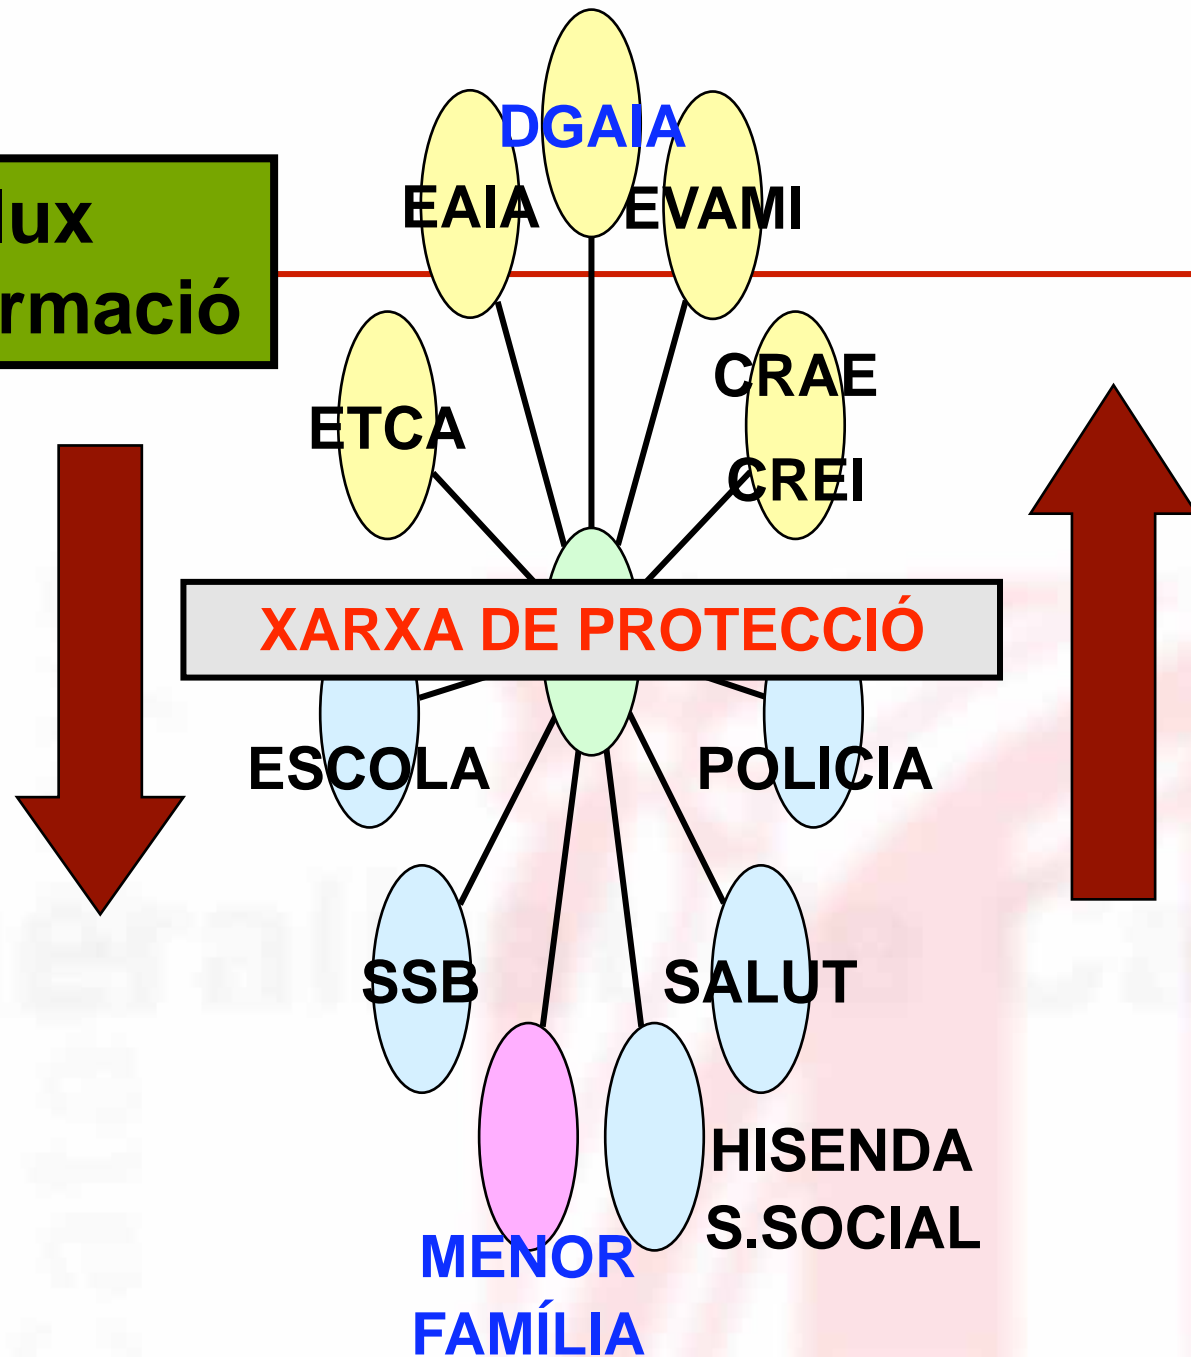 DGAIA
EAIA
EVAMI
lux
rmació
CRAE
ETCA
CREI
XARXA DE PROTECCIÓ
ESCOLA
POLICIA
SSB
SALUT
HISENDA
S.SOCIAL
MENOR
FAMÍLIA